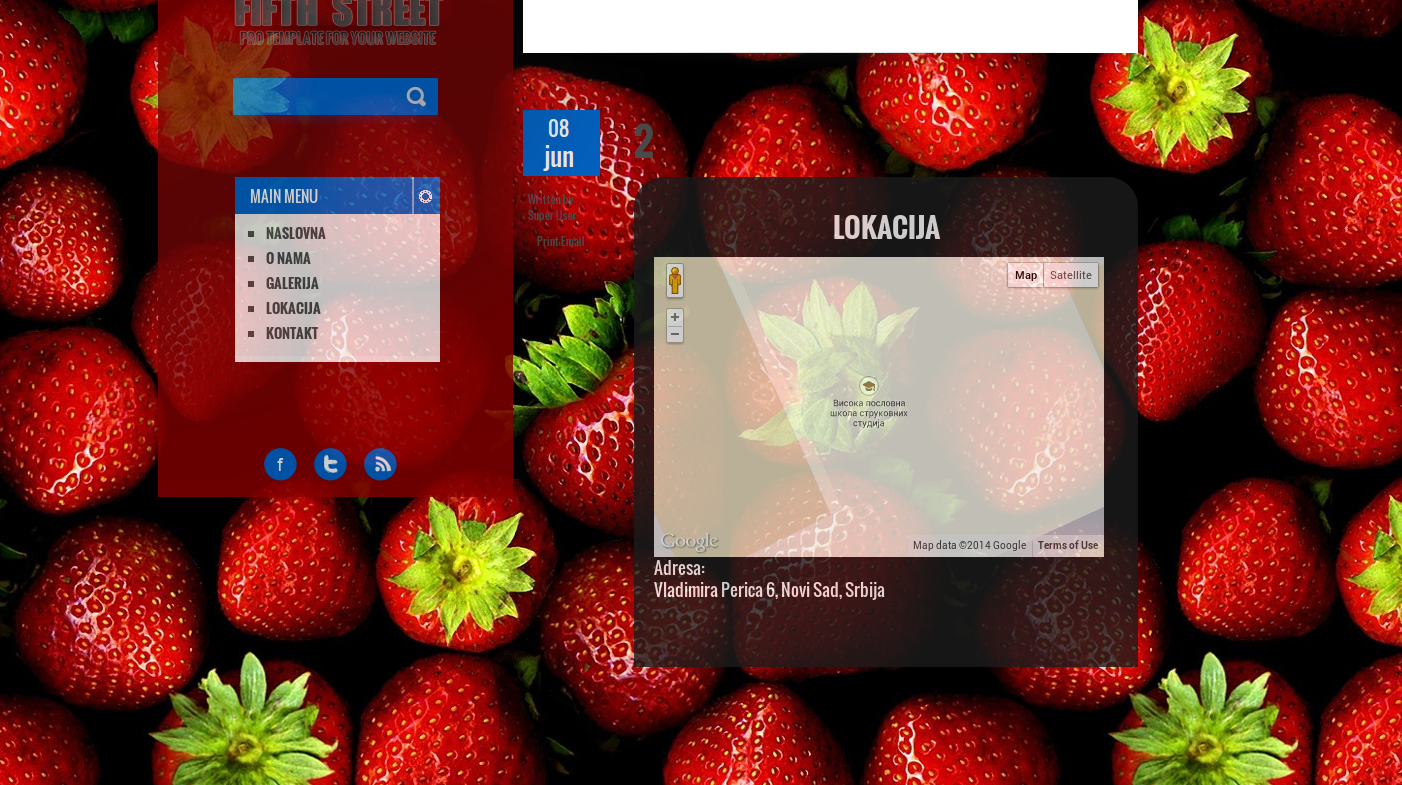 FIFTH STREET
PRO TEMPLATE FOR YOUR WEBSITE
MAIN MENU
NASLOVNA
O NAMA
GALERIJA
LOKACIJA
KONTAKT
f
08
jun
Written by
Super User
Print Email
2
LOKACIJA
Map Satellite
+
−
Висока пословна
школа струковних
студија
Google
Map data ©2014 Google Terms of Use
Adresa:
Vladimira Perica 6, Novi Sad, Srbija